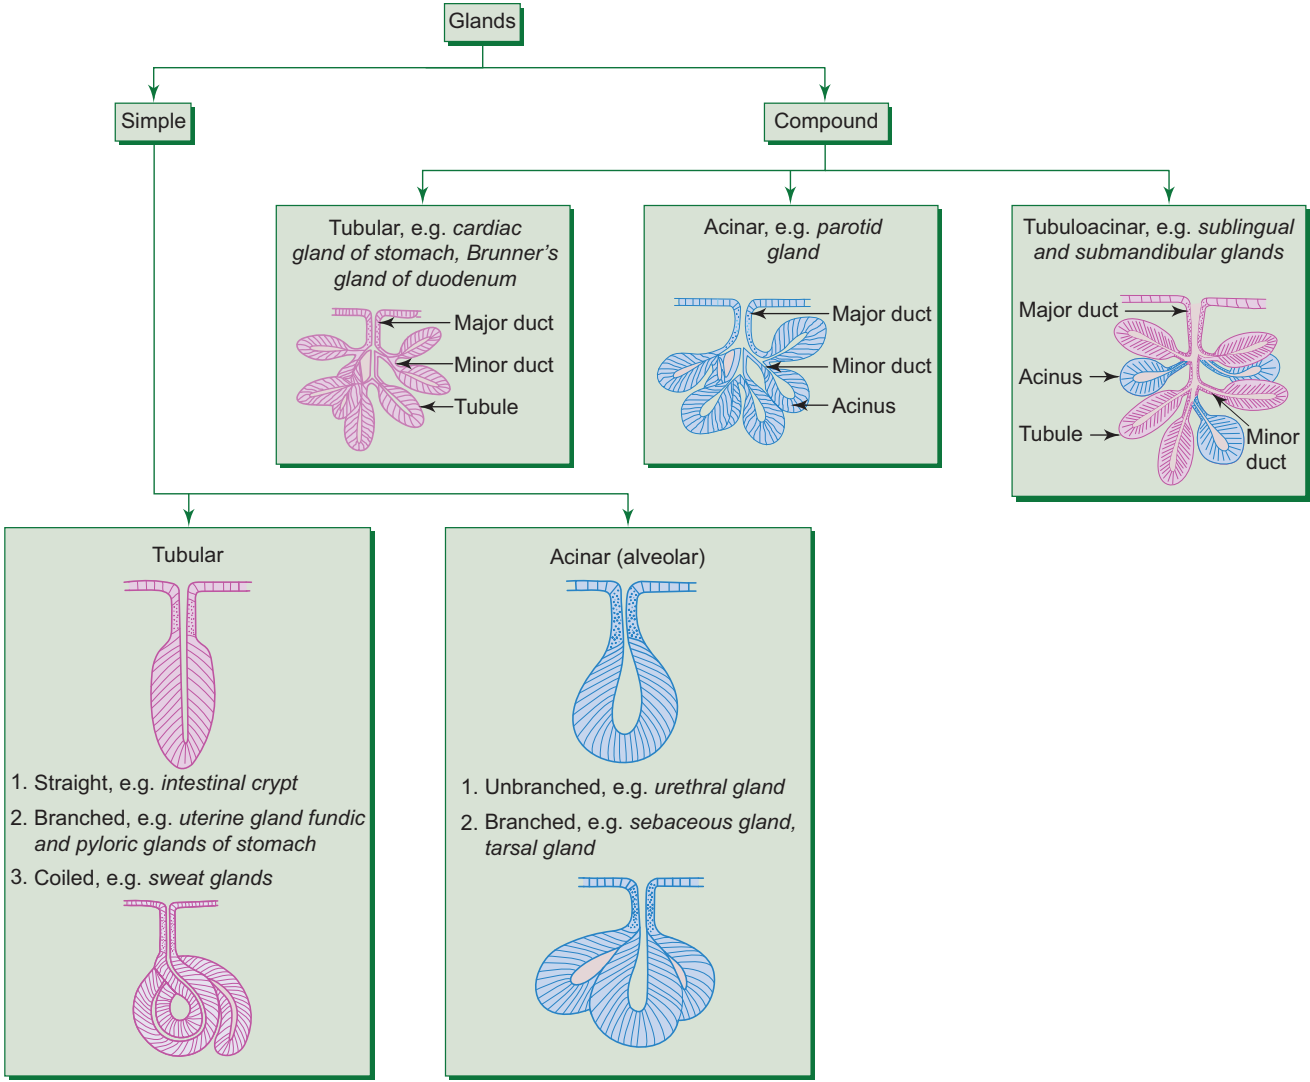 Glands
Simple
Compound
Tubular, e.g. cardiac
gland of stomach, Brunner's
gland of duodenum
Major duct
Minor duct
Tubule
Acinar, e.g. parotid
gland
Major duct
Minor duct
Acinus
Tubuloacinar, e.g. sublingual
and submandibular glands
Major duct
Acinus
Tubule
Minor
duct
Tubular
1. Straight, e.g. intestinal crypt
2. Branched, e.g. uterine gland fundic
and pyloric glands of stomach
3. Coiled, e.g. sweat glands
Acinar (alveolar)
1. Unbranched, e.g. urethral gland
2. Branched, e.g. sebaceous gland,
tarsal gland